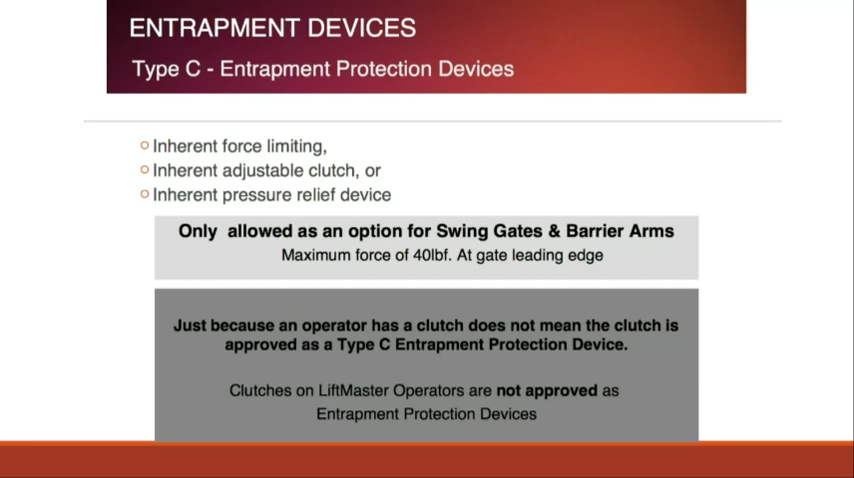 ENTRAPMENT DEVICES
Type C - Entrapment Protection Devices
Inherent force limiting,
Inherent adjustable clutch, or
Inherent pressure relief device
Only allowed as an option for Swing Gates & Barrier Arms
Maximum force of 40lbf. At gate leading edge
Just because an operator has a clutch does not mean the clutch is
approved as a Type C Entrapment Protection Device.
Clutches on LiftMaster Operators are not approved as
Entrapment Protection Devices